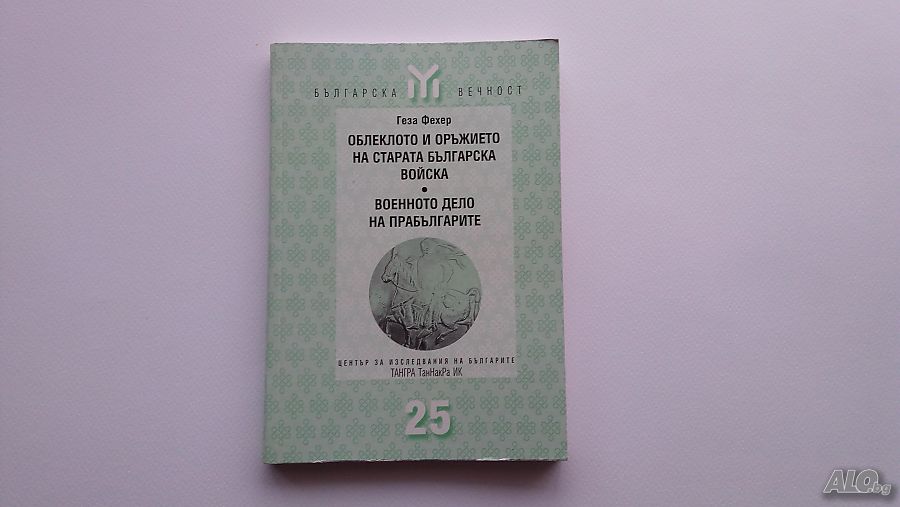 БЪЛГАРСКА ВЕЧНОСТ
Геза Фехер
ОБЛЕКЛОТО И ОРЪЖИЕТО
НА СТАРАТА БЪЛГАРСКА
ВОЙСКА
•
ВОЕННОТО ДЕЛО
НА ПРАБЪЛГАРИТЕ
ЦЕНТЪР ЗА ИЗСЛЕДВАНИЯ НА БЪЛГАРИТЕ
ТАНГРА ТанНакРа ИК
25
ALO.bg